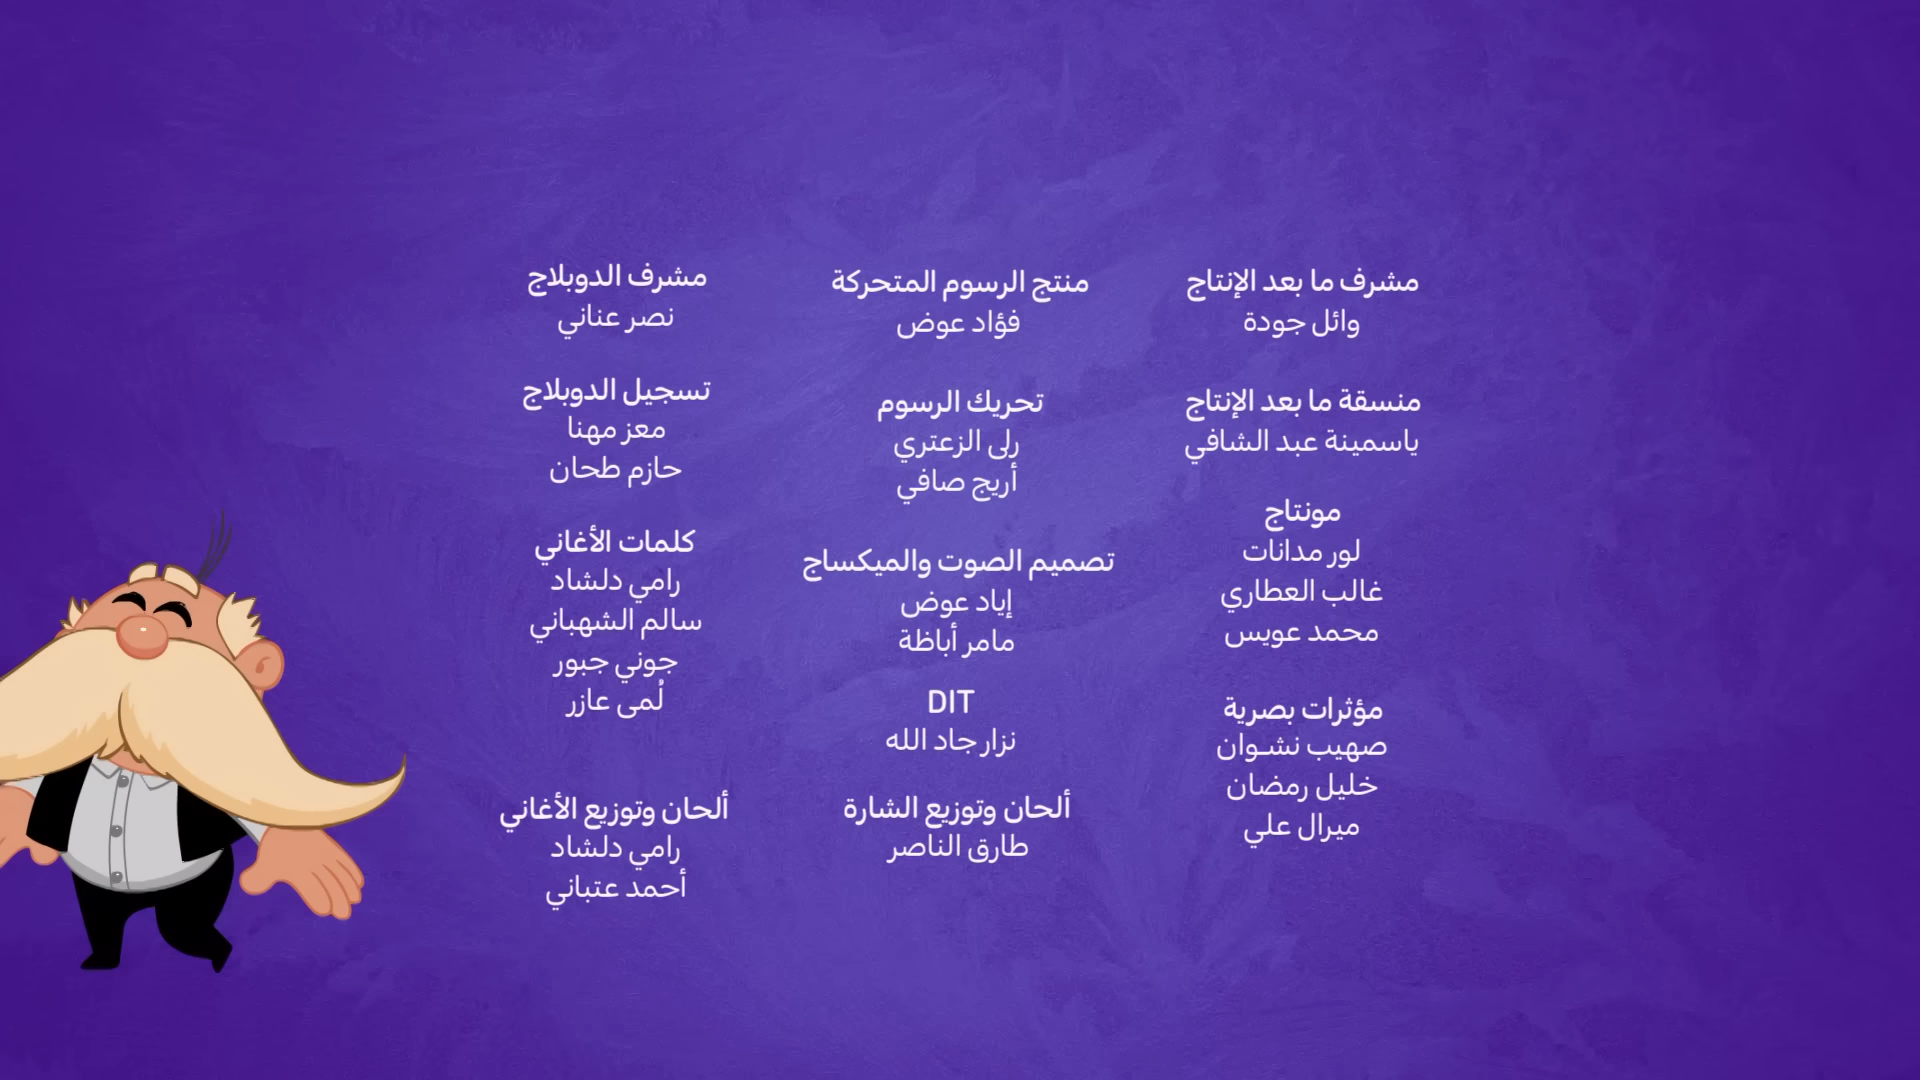 مشرف ما بعد الإنتاج
وائل جودة
منسقة ما بعد الإنتاج
ياسمينة عبد الشافي
مونتاج
لور مدانات
غالب العطاري
محمد عويس
مؤثرات بصرية
صهيب نشوان
خليل رمضان
ميرال علي
منتج الرسوم المتحركة
فؤاد عوض
تحريك الرسوم
رلى الزعتري
أريج صافي
تصميم الصوت والميكساج
إياد عوض
مامر أباظة
DIT
نزار جاد الله
ألحان وتوزيع الشارة
طارق الناصر
مشرف الدوبلاج
نصر عناني
تسجيل الدوبلاج
معز مهنا
حازم طحان
كلمات الأغاني
رامي دلشاد
سالم الشهباني
جوني جبور
لُمى عازر
ألحان وتوزيع الأغاني
رامي دلشاد
أحمد عتباني